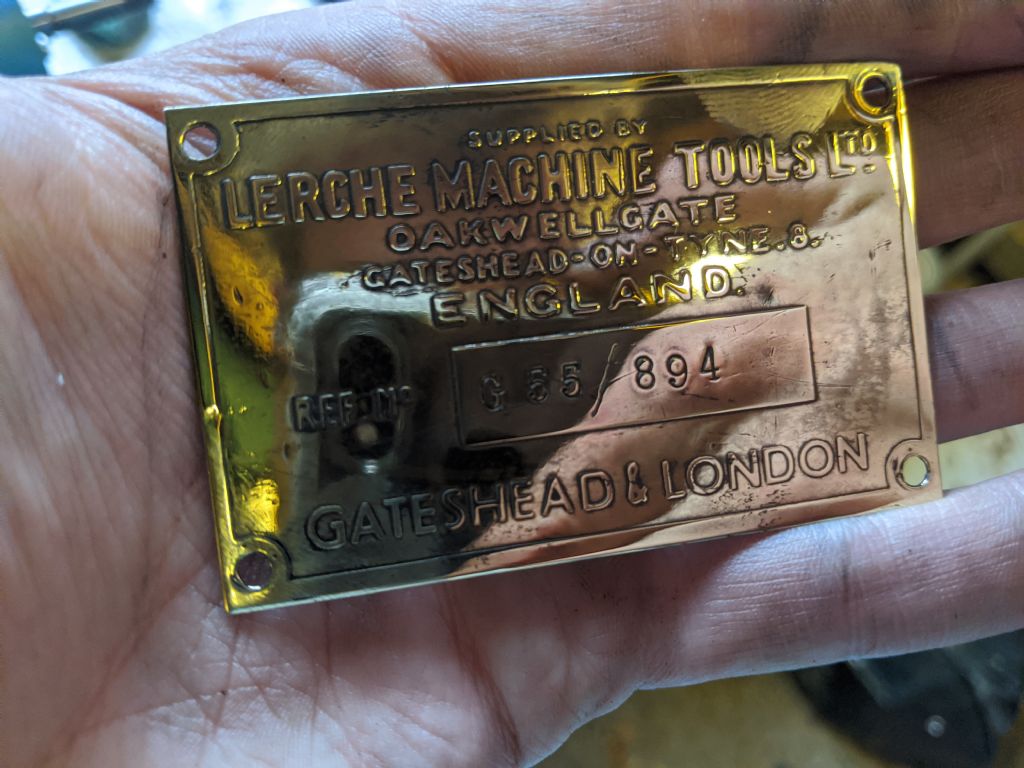 SUPPLIED BY
LERCHE MACHINE TOOLS LTD.
OAKWELLGATE
GATESHEAD-ON-TYNE.8.
ENGLAND.
REF. No. G 55/894
GATESHEAD & LONDON